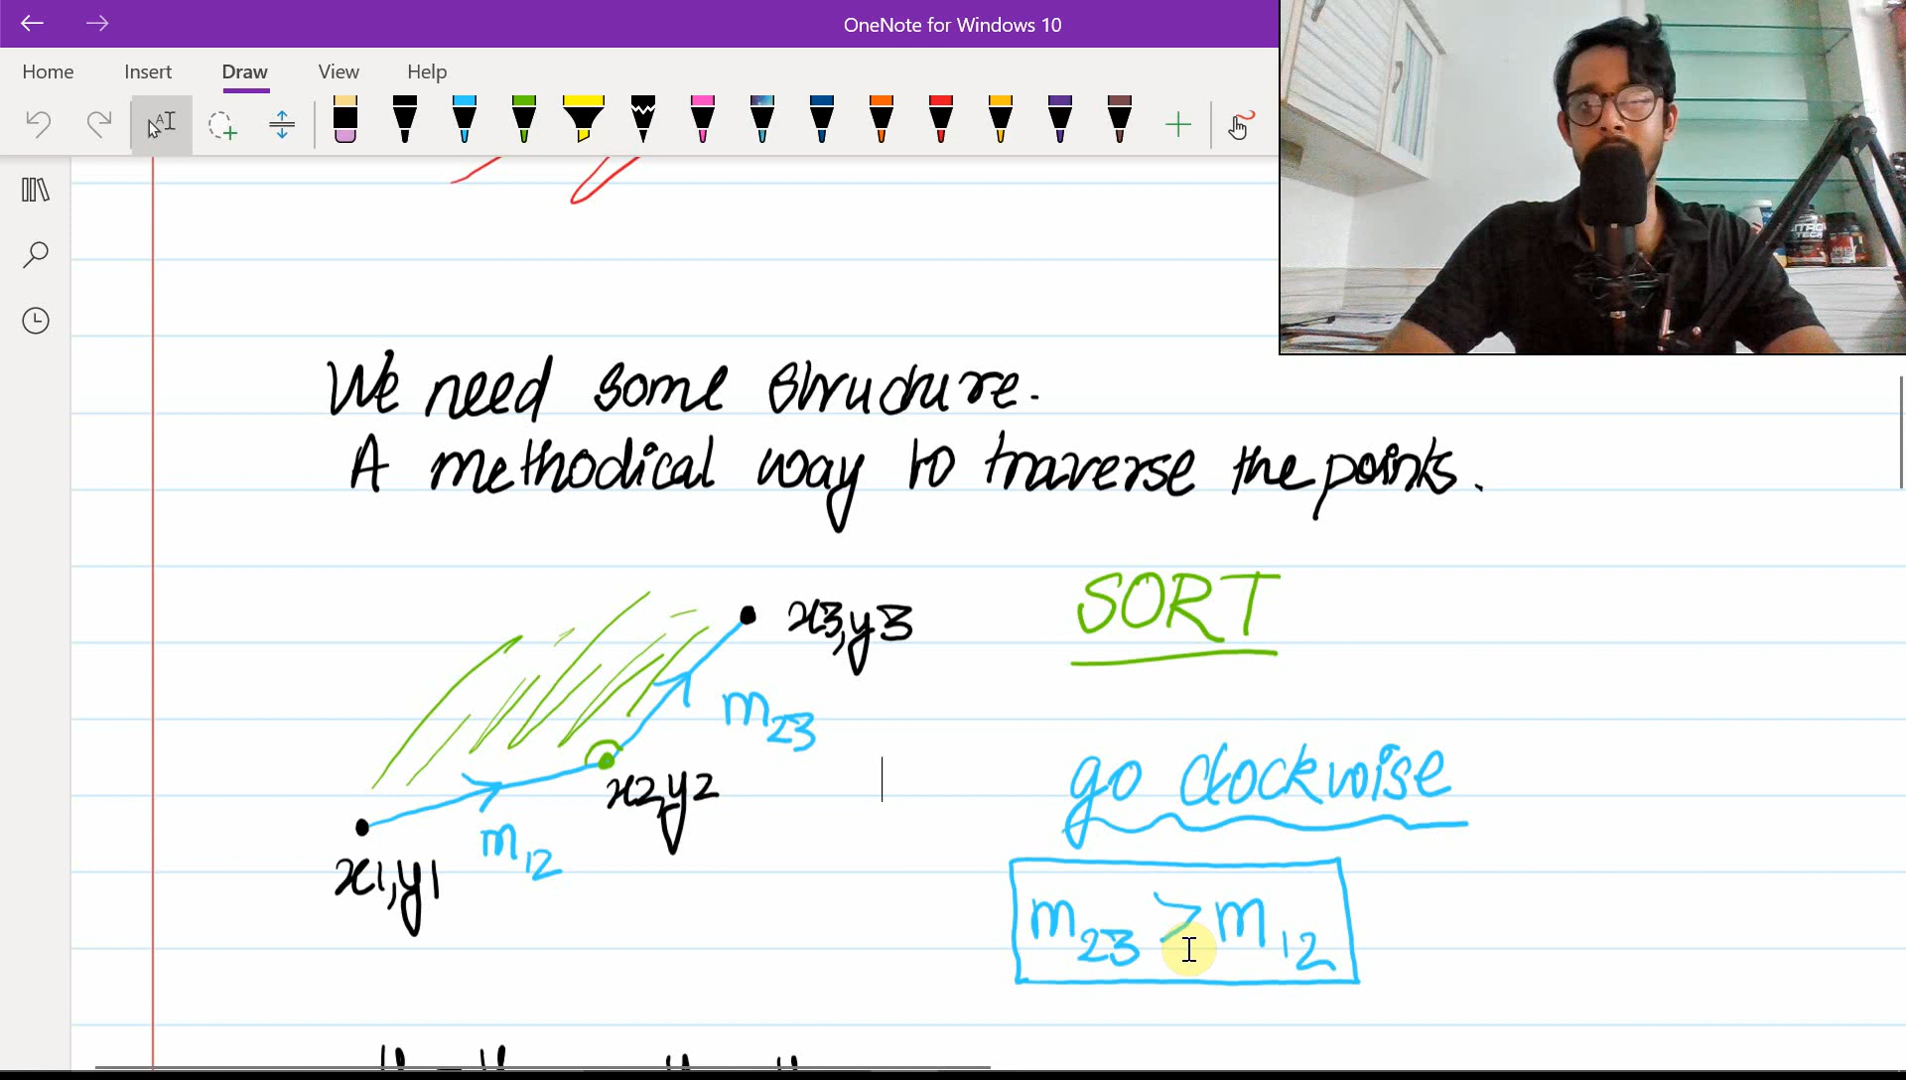 OneNote for Windows 10
Home Insert Draw View Help
We need some structure.
A methodical way to traverse the points.
SORT
x3,y3
m23
go clockwise
x2,y2
m12
x1,y1
m23 > m12